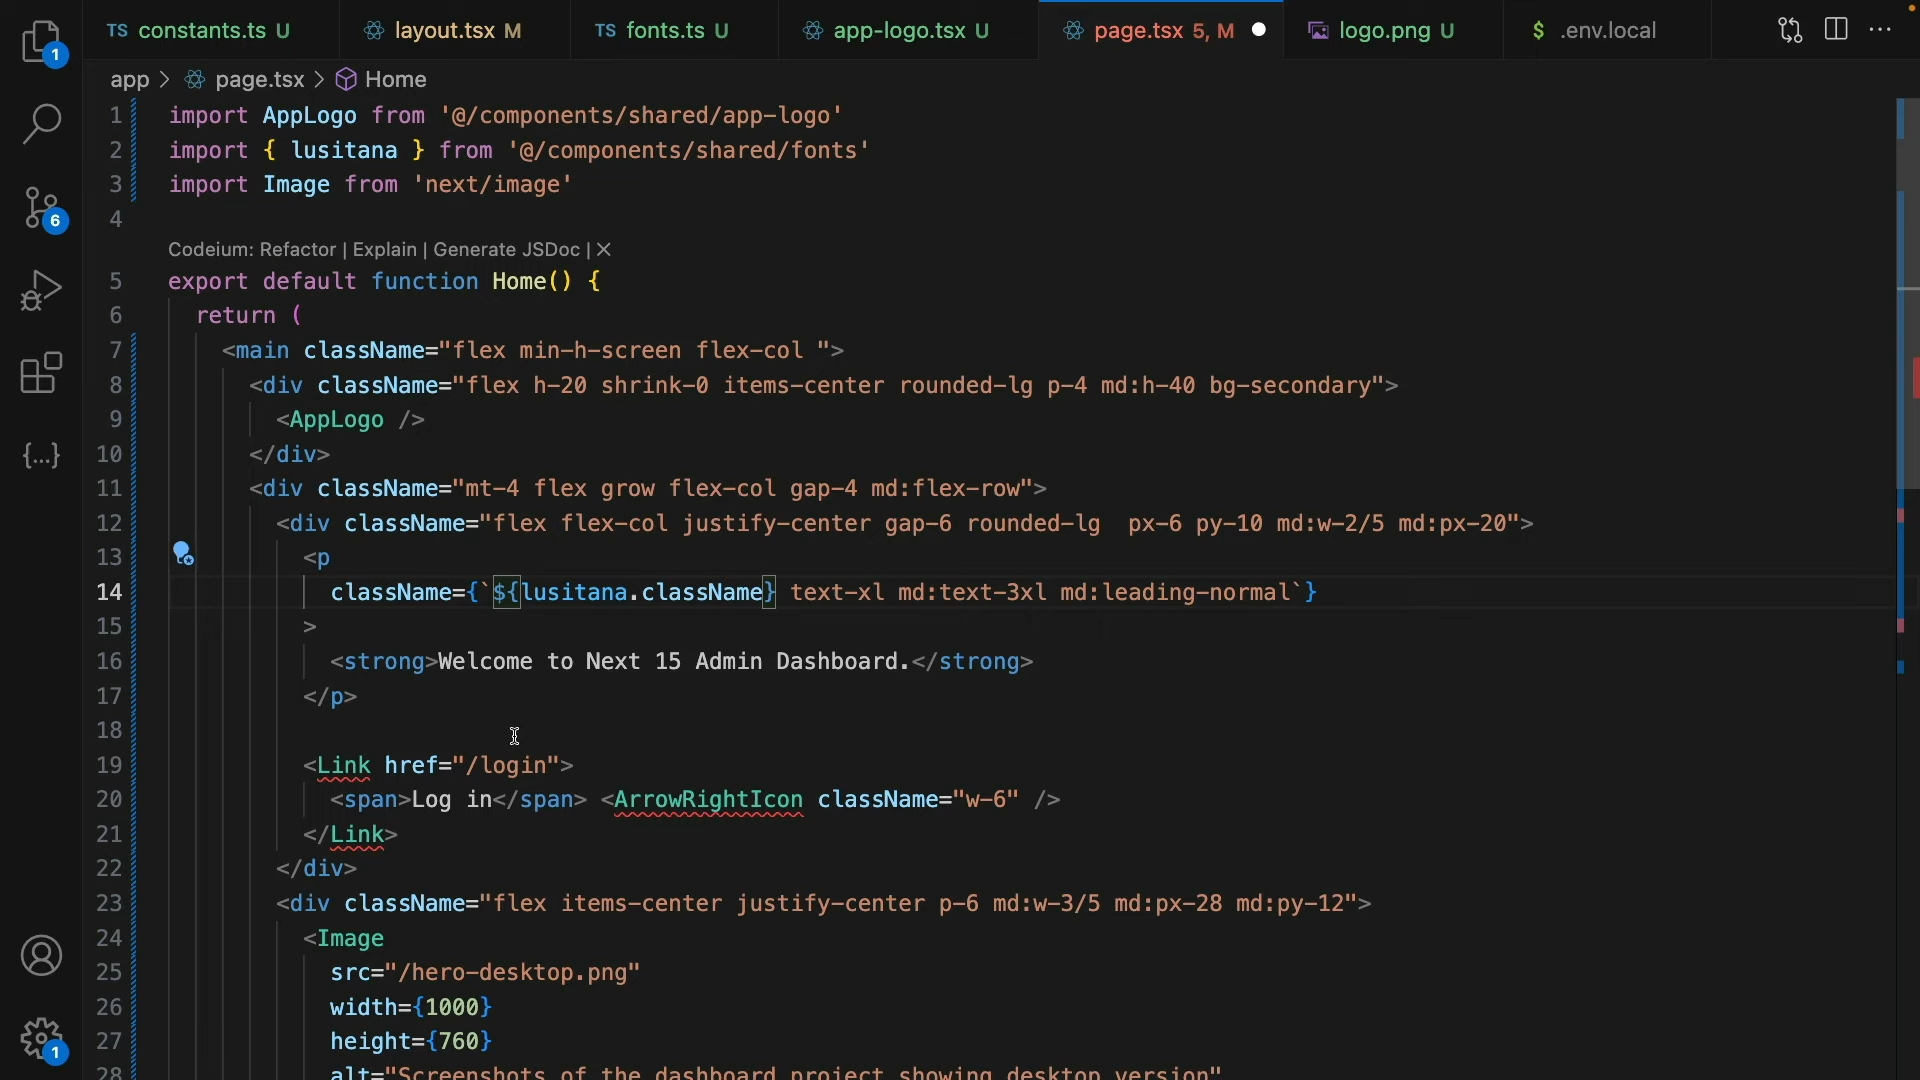 TS constants.ts U layout.tsx M TS fonts.ts U app-logo.tsx U page.tsx 5, M logo.png U $ .env.local
app > page.tsx > Home
1 import AppLogo from '@/components/shared/app-logo'
2 import { lusitana } from '@/components/shared/fonts'
3 import Image from 'next/image'
4
Codeium: Refactor | Explain | Generate JSDoc | X
5 export default function Home() {
6 return (
7 <main className="flex min-h-screen flex-col ">
8 <div className="flex h-20 shrink-0 items-center rounded-lg p-4 md:h-40 bg-secondary">
9 <AppLogo />
10 </div>
11 <div className="mt-4 flex grow flex-col gap-4 md:flex-row">
12 <div className="flex flex-col justify-center gap-6 rounded-lg  px-6 py-10 md:w-2/5 md:px-20">
13 <p
14 className={`${lusitana.className} text-xl md:text-3xl md:leading-normal`}
15 >
16 <strong>Welcome to Next 15 Admin Dashboard.</strong>
17 </p>
18
19 <Link href="/login">
20 <span>Log in</span> <ArrowRightIcon className="w-6" />
21 </Link>
22 </div>
23 <div className="flex items-center justify-center p-6 md:w-3/5 md:px-28 md:py-12">
24 <Image
25 src="/hero-desktop.png"
26 width={1000}
27 height={760}
28 alt="Screenshots of the dashboard project showing desktop version"
1
6
{...}
1